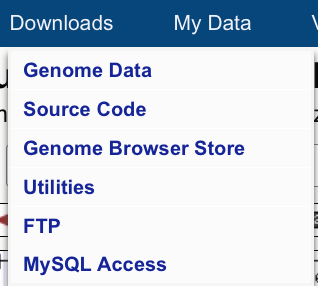 Downloads My Data
Genome Data
Source Code
Genome Browser Store
Utilities
FTP
MySQL Access